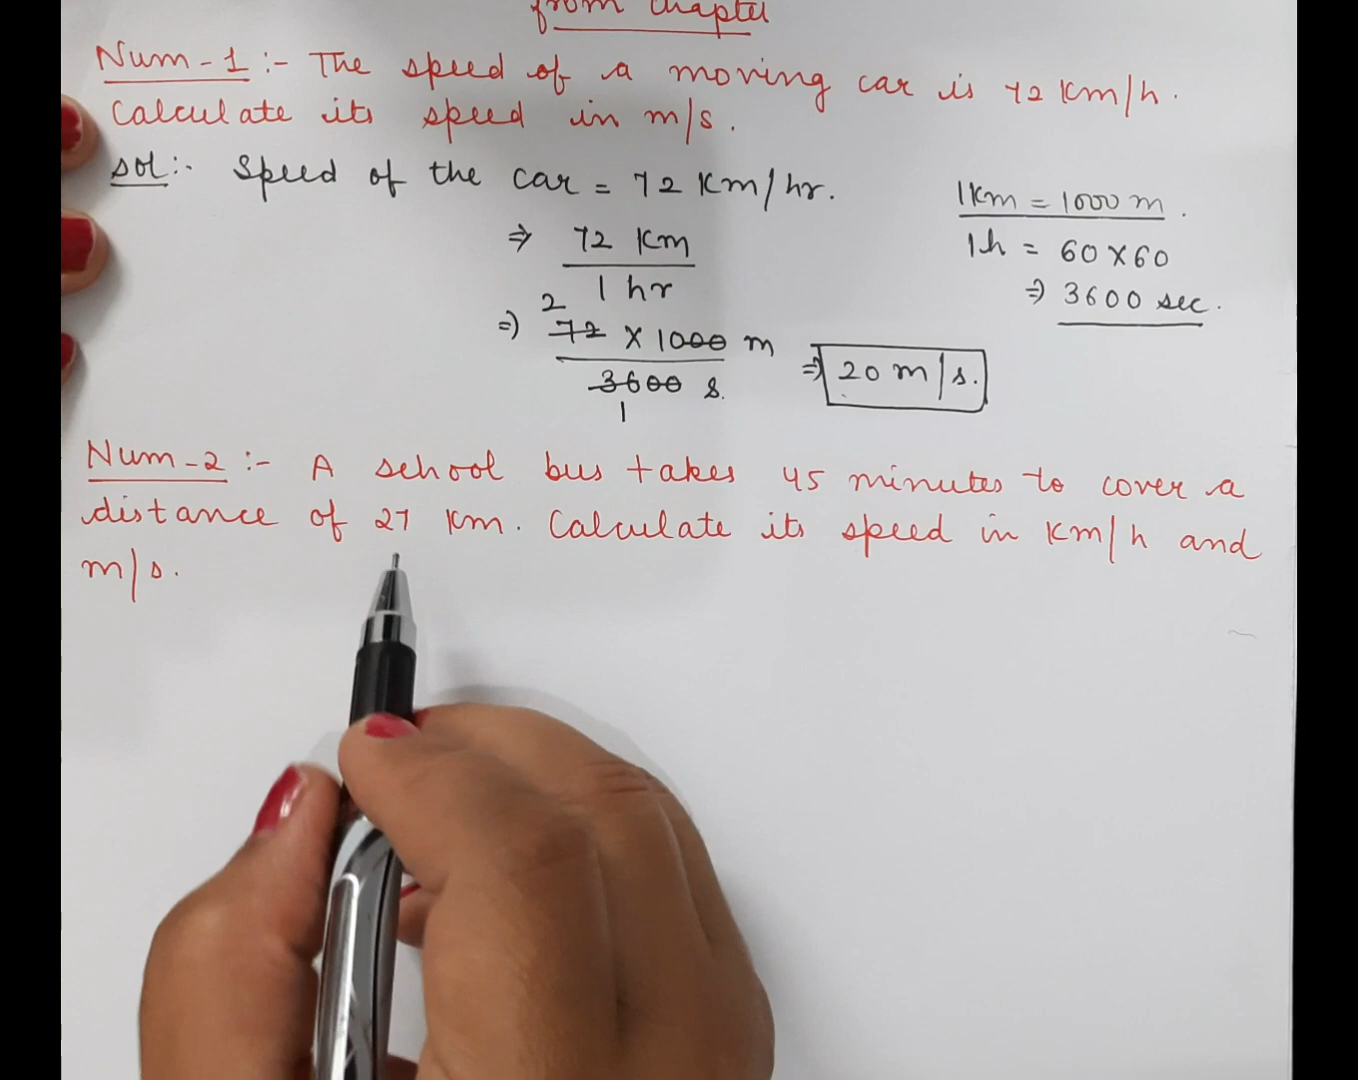 from Chapter
Num-1 :- The speed of a moving car is 72 km/h.
Calculate its speed in m/s.
Sol:- Speed of the car = 72 Km/hr.
⇒ 72 Km
1 hr
2
⇒) 72 X 1000 m
3600 s.
1
⇒ 20 m/s.
1Km = 1000 m.
1h = 60 X 60
⇒ 3600 sec.
Num-2 :- A school bus takes 45 minutes to cover a
distance of 27 Km. Calculate its speed in Km/h and
m/s.